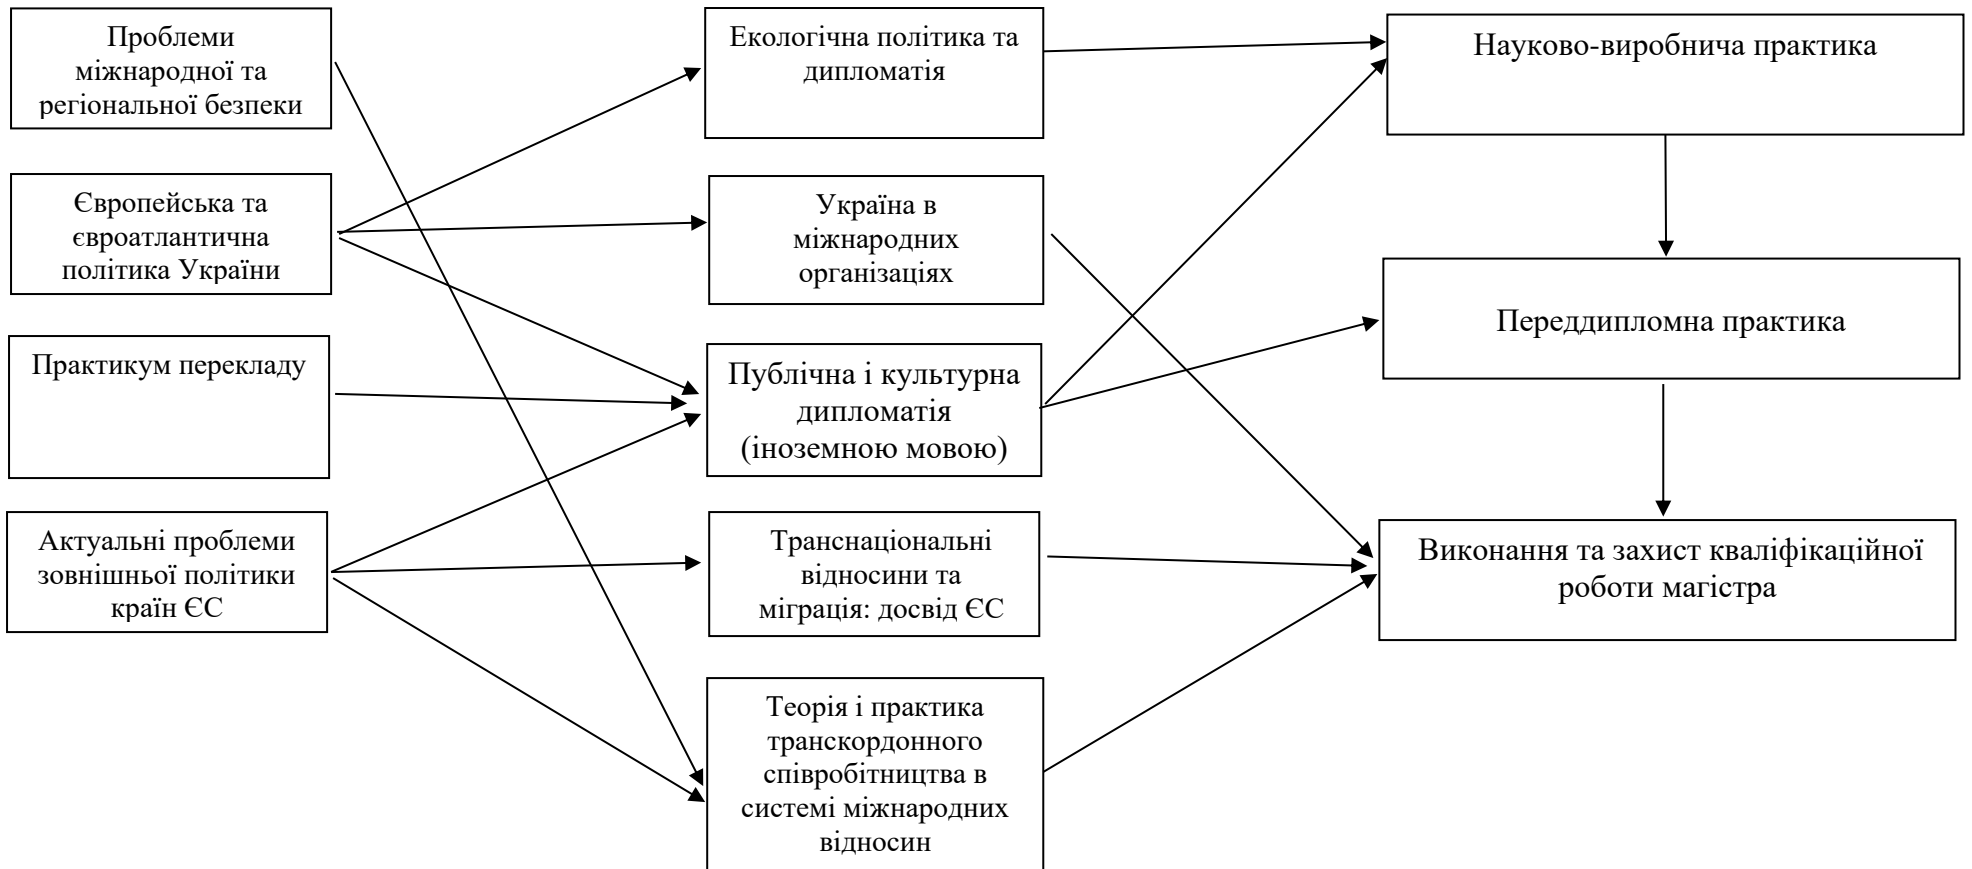 Проблеми
міжнародної та
регіональної безпеки
Європейська та
євроатлантична
політика України
Практикум перекладу
Актуальні проблеми
зовнішньої політики
країн ЄС
Екологічна політика та
дипломатія
Україна в
міжнародних
організаціях
Публічна і культурна
дипломатія
(іноземною мовою)
Транснаціональні
відносини та
міграція: досвід ЄС
Теорія і практика
транскордонного
співробітництва в
системі міжнародних
відносин
Науково-виробнича практика
Переддипломна практика
Виконання та захист кваліфікаційної
роботи магістра